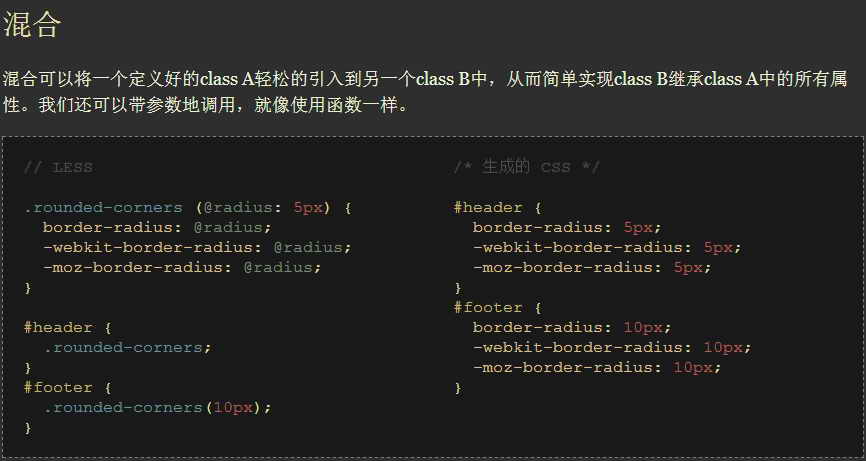 混合
混合可以将一个定义好的class A轻松的引入到另一个class B中，从而简单实现class B继承class A中的所有属
性。我们还可以带参数地调用，就像使用函数一样。
// LESS
.rounded-corners (@radius: 5px) {
  border-radius: @radius;
  -webkit-border-radius: @radius;
  -moz-border-radius: @radius;
}
#header {
  .rounded-corners;
}
#footer {
  .rounded-corners(10px);
}
/* 生成的 CSS */
#header {
  border-radius: 5px;
  -webkit-border-radius: 5px;
  -moz-border-radius: 5px;
}
#footer {
  border-radius: 10px;
  -webkit-border-radius: 10px;
  -moz-border-radius: 10px;
}